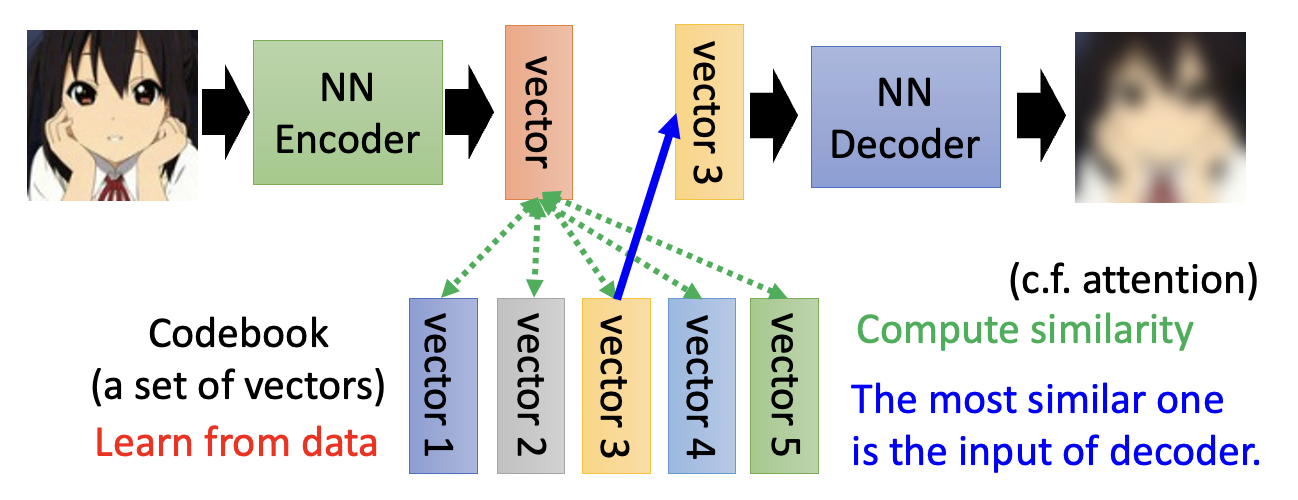 NN
Encoder
vector
vector 3
NN
Decoder
(c.f. attention)
Codebook
(a set of vectors)
Learn from data
vector 1
vector 2
vector 3
vector 4
vector 5
Compute similarity
The most similar one
is the input of decoder.